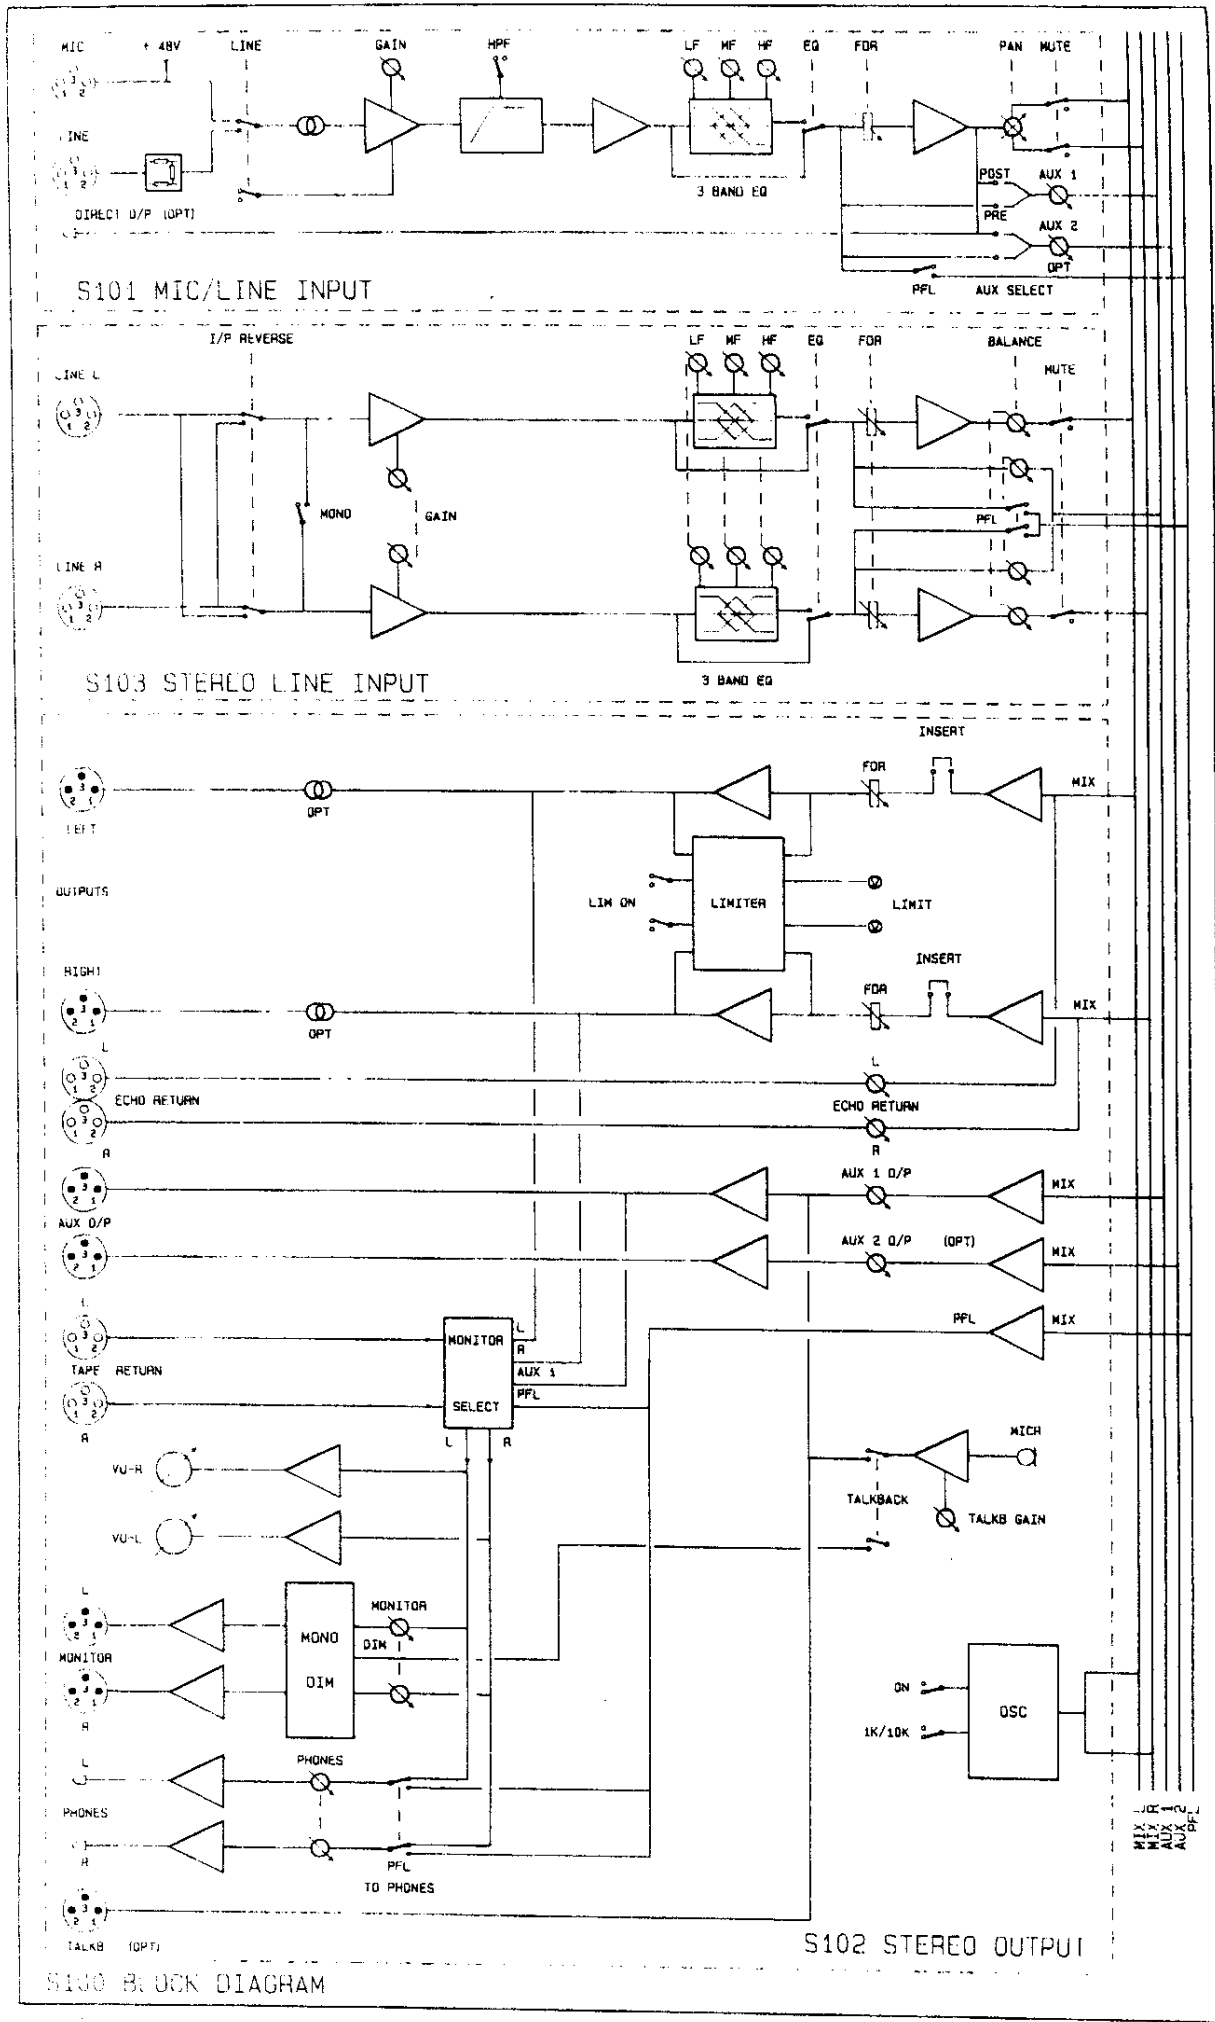 MIC + 48V LINE GAIN HPF LF MF HF EQ FDR PAN MUTE
LINE
3 BAND EQ
POST AUX 1
PRE
AUX 2
OPT
DIRECT O/P (OPT)
PFL AUX SELECT
S101 MIC/LINE INPUT
I/P REVERSE LF MF HF EQ FDR BALANCE
MUTE
LINE L
MONO GAIN PFL
LINE R
3 BAND EQ
S103 STEREO LINE INPUT
INSERT
FDR MIX
OPT
LEFT
OUTPUTS
LIM ON LIMITER LIMIT
INSERT
RIGHT
FDR MIX
OPT
L
ECHO RETURN
R
L
ECHO RETURN
R
AUX 1 O/P MIX
AUX O/P
AUX 2 O/P (OPT) MIX
L
TAPE RETURN
R
MONITOR
SELECT
L
R
AUX 1
PFL
L R
PFL MIX
MICR
TALKBACK
TALKB GAIN
VU-R
VU-L
L
MONITOR
R
MONO
DIM
MONITOR
DIM
ON
1K/10K
OSC
L
PHONES
R
PHONES
PFL
TO PHONES
MIX L
MIX R
AUX 1
AUX 2
PFL
TALKB (OPT)
S102 STEREO OUTPUT
S100 BLOCK DIAGRAM